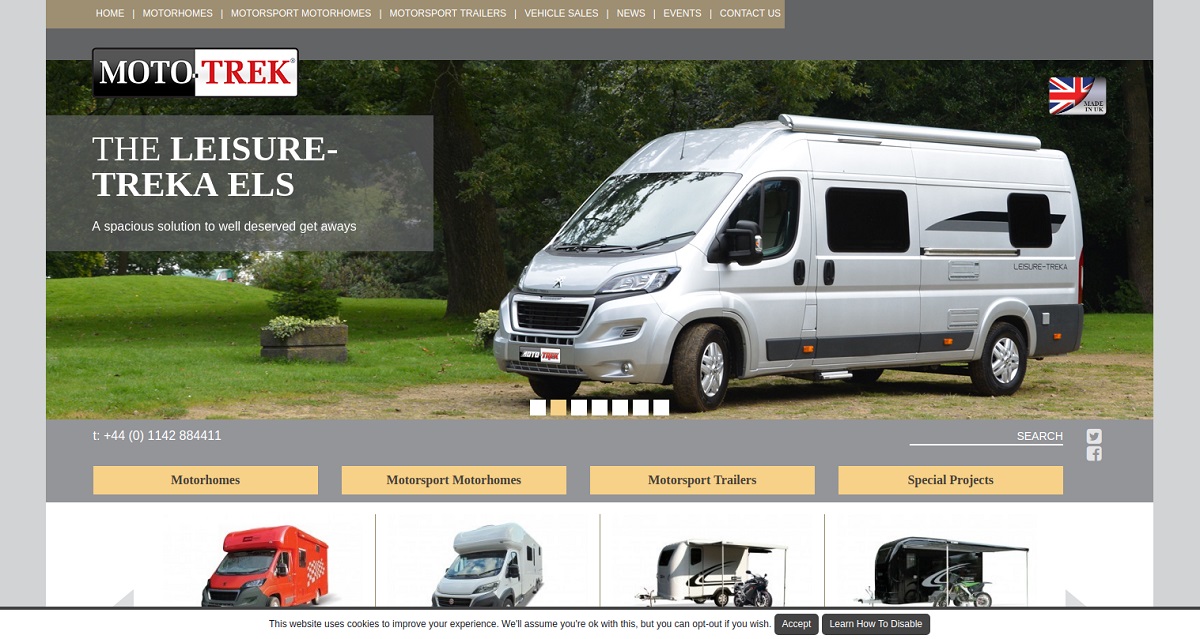 HOME | MOTORHOMES | MOTORSPORT MOTORHOMES | MOTORSPORT TRAILERS | VEHICLE SALES | NEWS | EVENTS | CONTACT US
MOTO-TREK®
MADE
IN UK
THE LEISURE-
TREKA ELS
A spacious solution to well deserved get aways
LEISURE-TREKA
MOTO-TREK
t: +44 (0) 1142 884411
SEARCH
Motorhomes
Motorsport Motorhomes
Motorsport Trailers
Special Projects
This website uses cookies to improve your experience. We'll assume you're ok with this, but you can opt-out if you wish. Accept Learn How To Disable